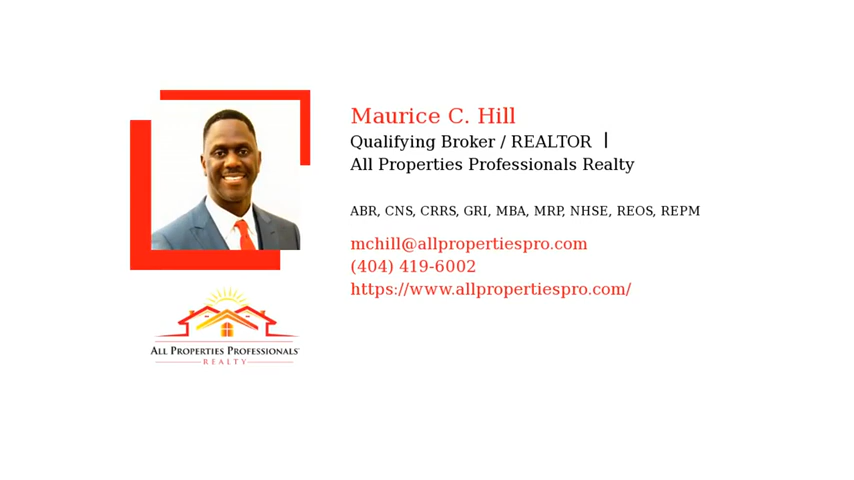 Maurice C. Hill
Qualifying Broker / REALTOR |
All Properties Professionals Realty
ABR, CNS, CRRS, GRI, MBA, MRP, NHSE, REOS, REPM
mchill@allpropertiespro.com
(404) 419-6002
https://www.allpropertiespro.com/
ALL PROPERTIES PROFESSIONALS
REALTY